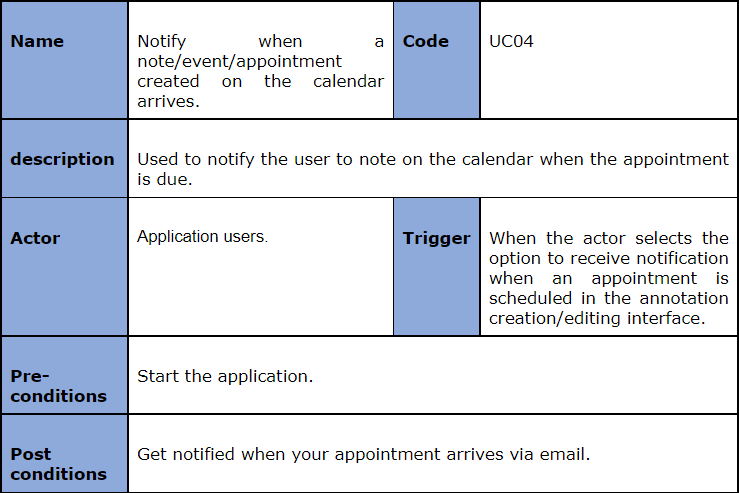 Name
Notify when a
note/event/appointment
created on the calendar
arrives.
Code
UC04
description
Used to notify the user to note on the calendar when the appointment
is due.
Actor
Application users.
Trigger
When the actor selects the
option to receive notification
when an appointment is
scheduled in the annotation
creation/editing interface.
Pre-
conditions
Start the application.
Post
conditions
Get notified when your appointment arrives via email.